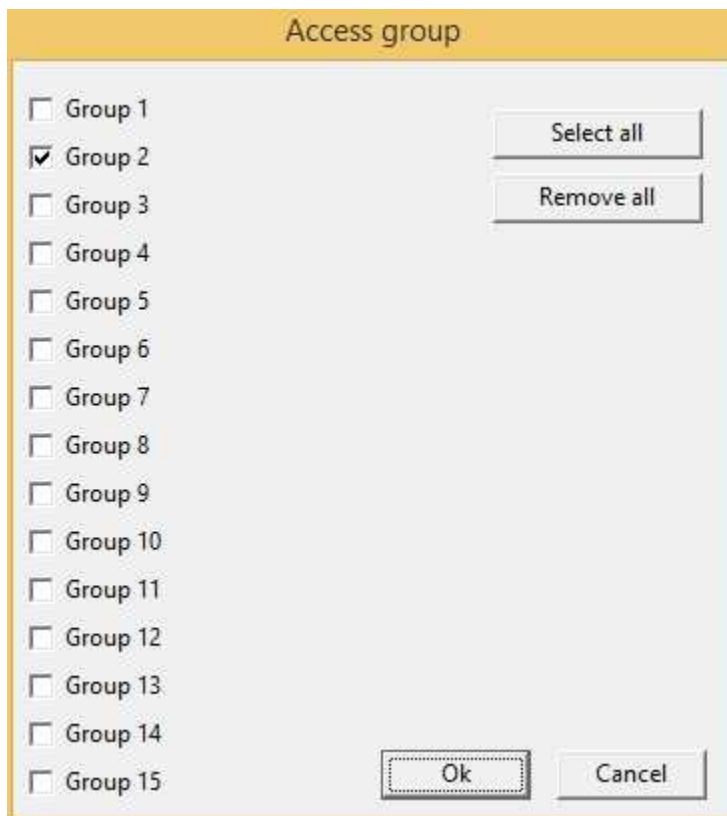 Access group
Group 1
Group 2
Group 3
Group 4
Group 5
Group 6
Group 7
Group 8
Group 9
Group 10
Group 11
Group 12
Group 13
Group 14
Group 15
Select all
Remove all
Ok
Cancel